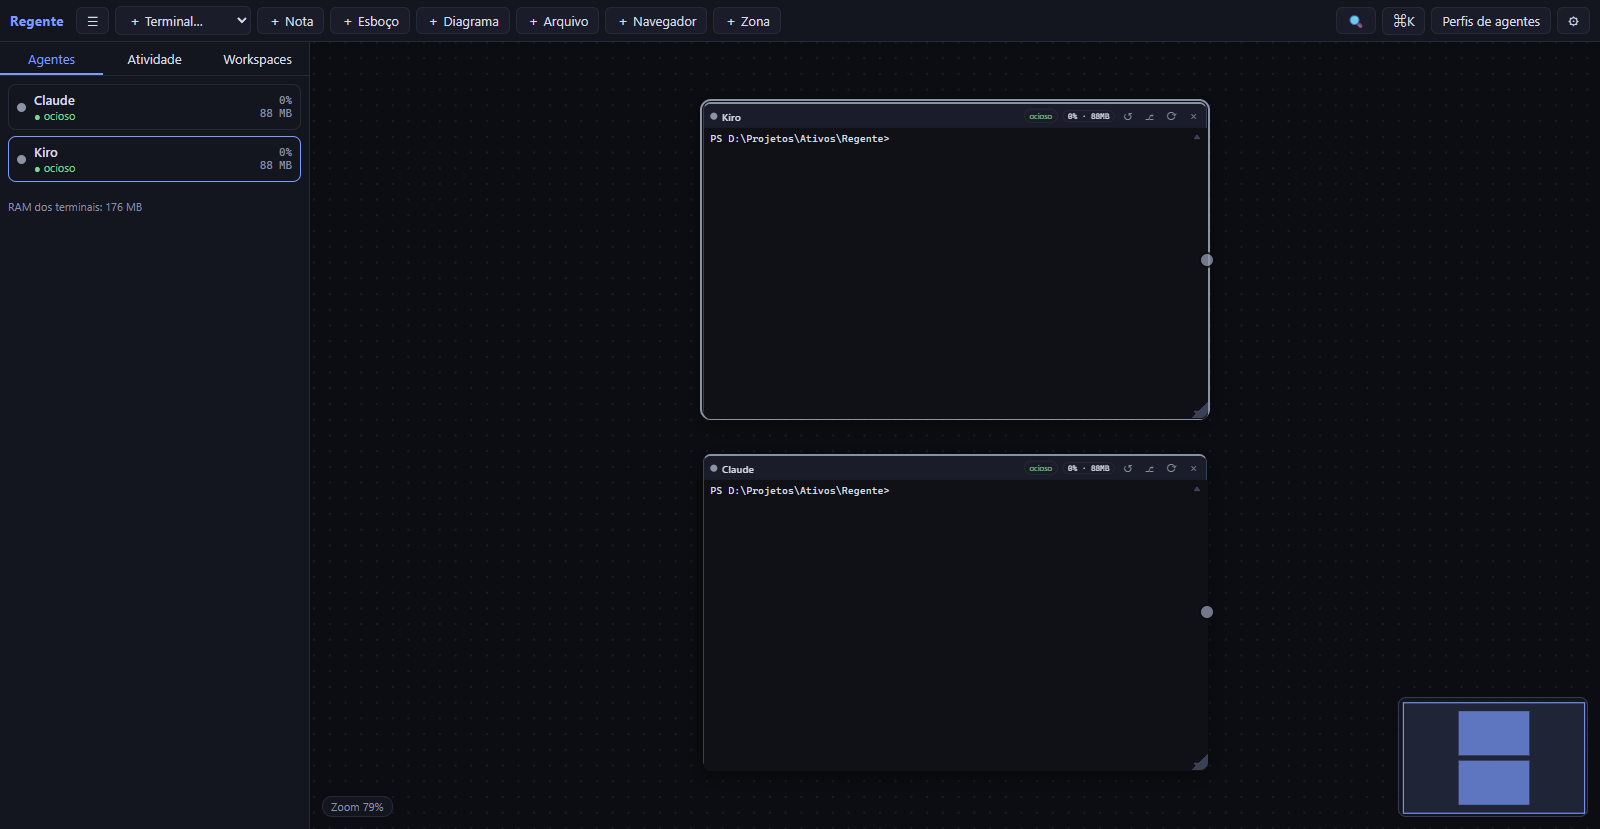 Regente ☰ + Terminal... + Nota + Esboço + Diagrama + Arquivo + Navegador + Zona ⌘K Perfis de agentes
Agentes Atividade Workspaces
Claude 0%
ocioso 88 MB
Kiro 0%
ocioso 88 MB
RAM dos terminais: 176 MB
Kiro ocioso 0% · 88MB
PS D:\Projetos\Ativos\Regente>
Claude ocioso 0% · 88MB
PS D:\Projetos\Ativos\Regente>
Zoom 79%